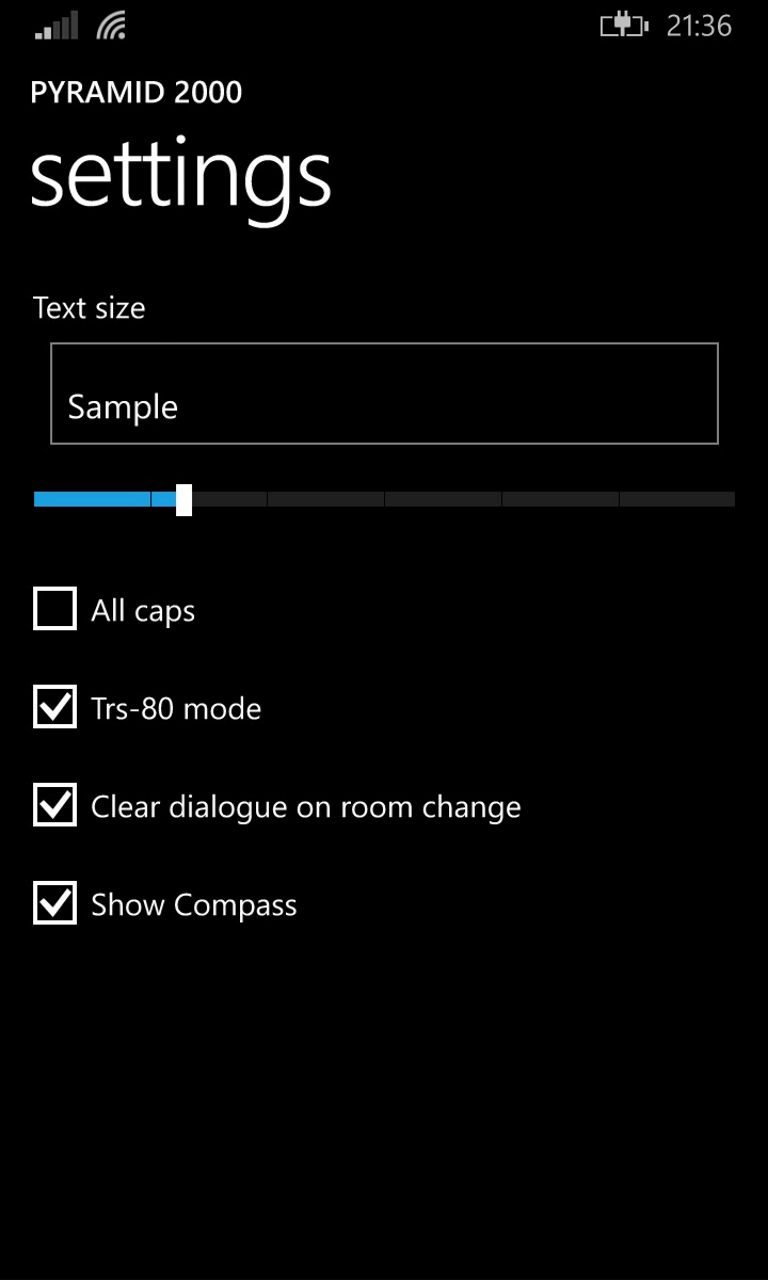 21:36
PYRAMID 2000
settings
Text size
Sample
All caps
Trs-80 mode
Clear dialogue on room change
Show Compass